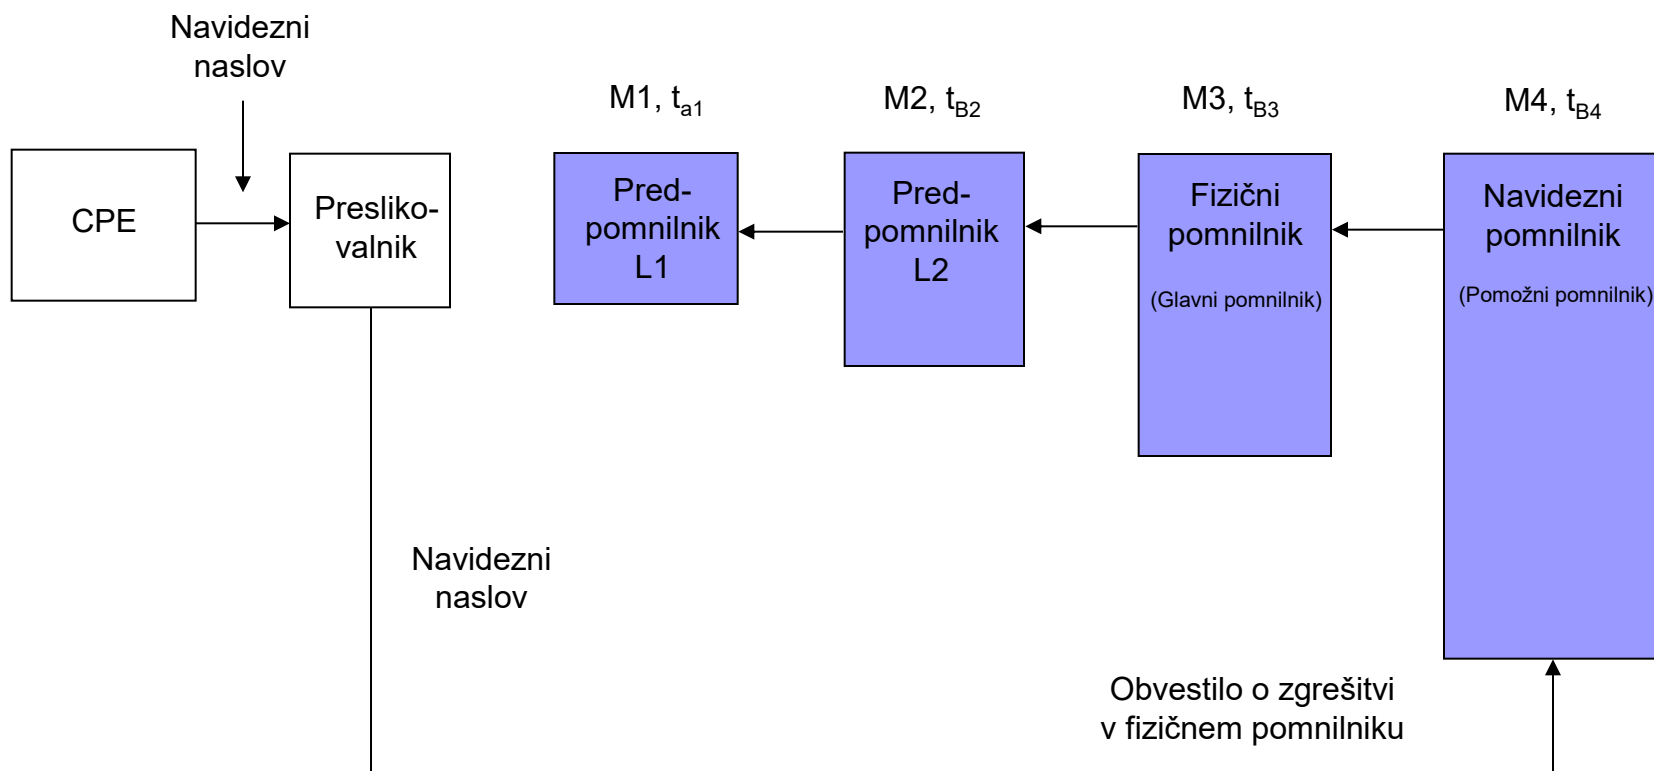 Navidezni
naslov
M1, ta1
M2, tB2
M3, tB3
M4, tB4
CPE
Presliko-
valnik
Pred-
pomnilnik
L1
Pred-
pomnilnik
L2
Fizični
pomnilnik
(Glavni pomnilnik)
Navidezni
pomnilnik
(Pomožni pomnilnik)
Navidezni
naslov
Obvestilo o zgrešitvi
v fizičnem pomnilniku